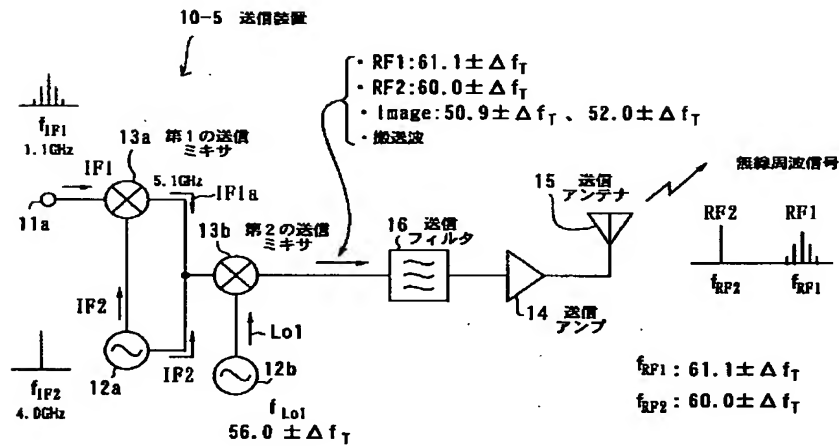 10-5 送信装置
・RF1:61.1±Δf_T
・RF2:60.0±Δf_T
・Image:50.9±Δf_T、52.0±Δf_T
・搬送波
f_IF1
1.1GHz
13a 第1の送信
ミキサ
IF1
5.1GHz
IF1a
11a
13b 第2の送信
ミキサ
16 送信
フィルタ
15 送信
アンテナ
無線周波信号
RF2
RF1
f_RF2
f_RF1
14 送信
アンプ
IF2
IF2
Lo1
f_IF2
4.0GHz
12a
12b
f_Lo1
56.0 ±Δf_T
f_RF1:61.1±Δf_T
f_RF2:60.0±Δf_T